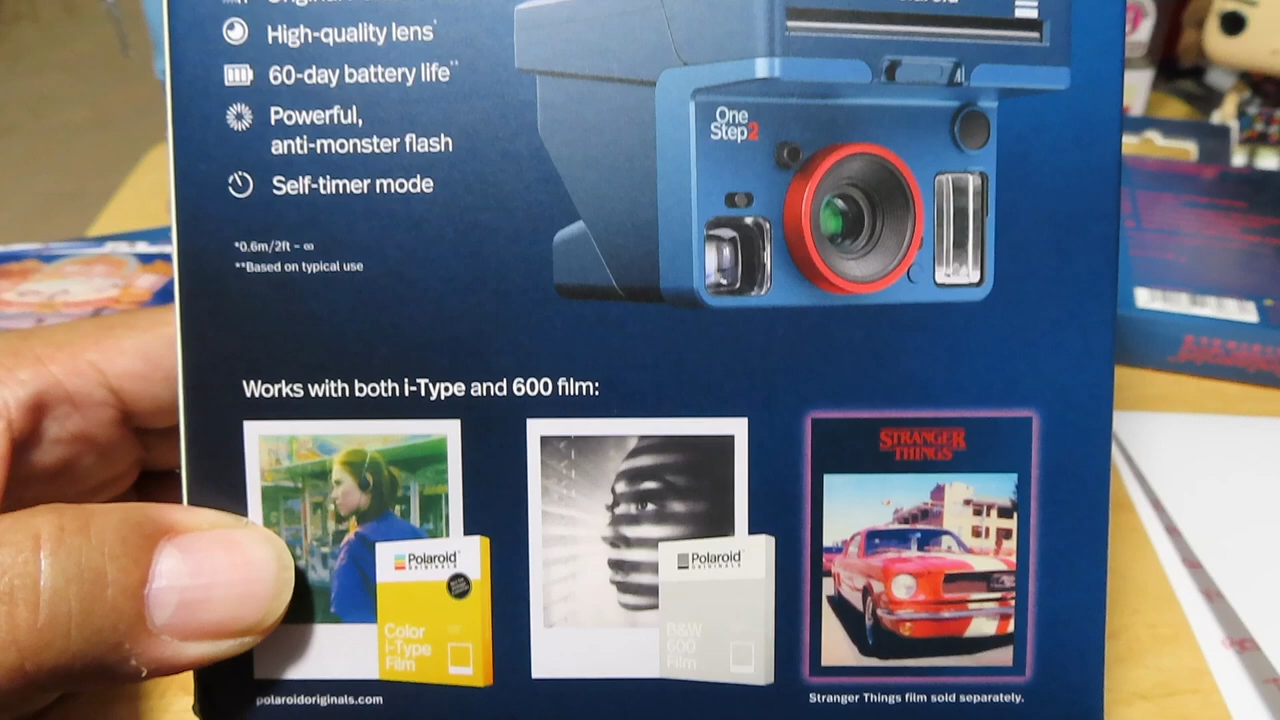 High-quality lens*
60-day battery life**
Powerful,
anti-monster flash
Self-timer mode
*0.6m/2ft – ∞
**Based on typical use
One
Step2
Works with both i-Type and 600 film:
STRANGER
THINGS
Polaroid
ORIGINALS
Color
i-Type
Film
Polaroid
ORIGINALS
B&W
600
Film
polaroidoriginals.com
Stranger Things film sold separately.